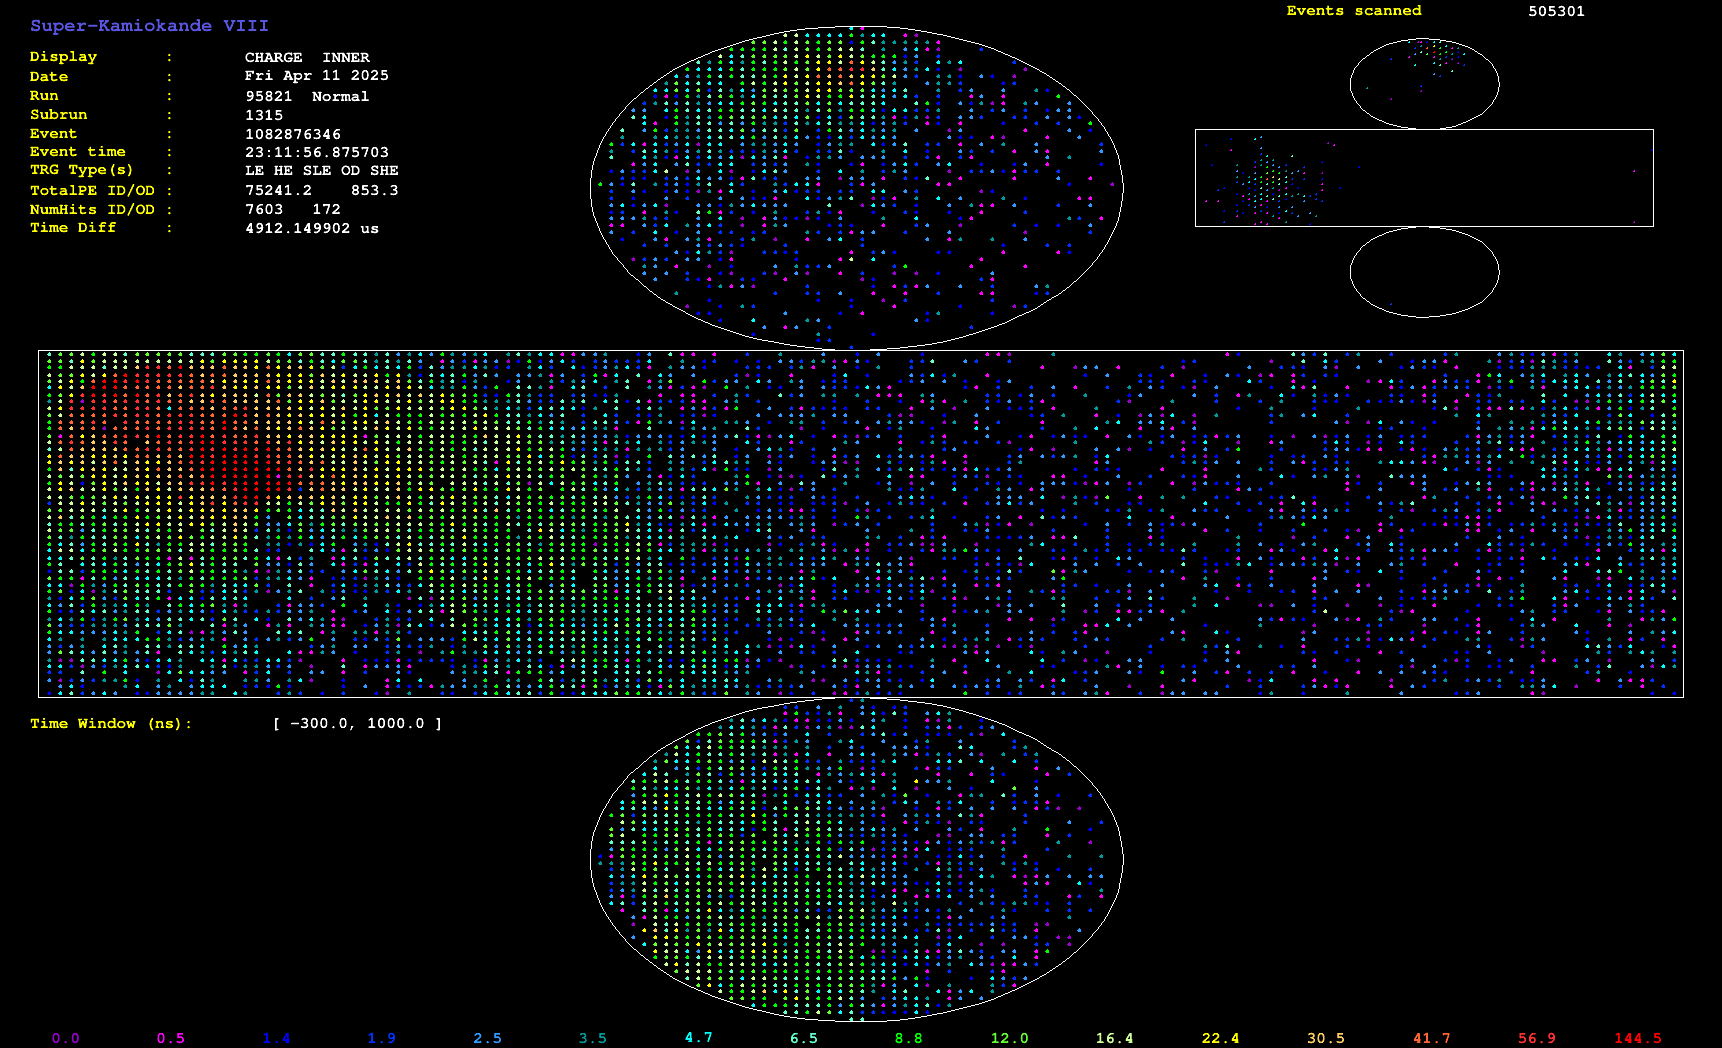 Super-Kamiokande VIII
Events scanned 505301
Display : CHARGE INNER
Date : Fri Apr 11 2025
Run : 95821 Normal
Subrun : 1315
Event : 1082876346
Event time : 23:11:56.875703
TRG Type(s) : LE HE SLE OD SHE
TotalPE ID/OD : 75241.2 853.3
NumHits ID/OD : 7603 172
Time Diff : 4912.149902 us
Time Window (ns): [ -300.0, 1000.0 ]
0.0 0.5 1.4 1.9 2.5 3.5 4.7 6.5 8.8 12.0 16.4 22.4 30.5 41.7 56.9 144.5